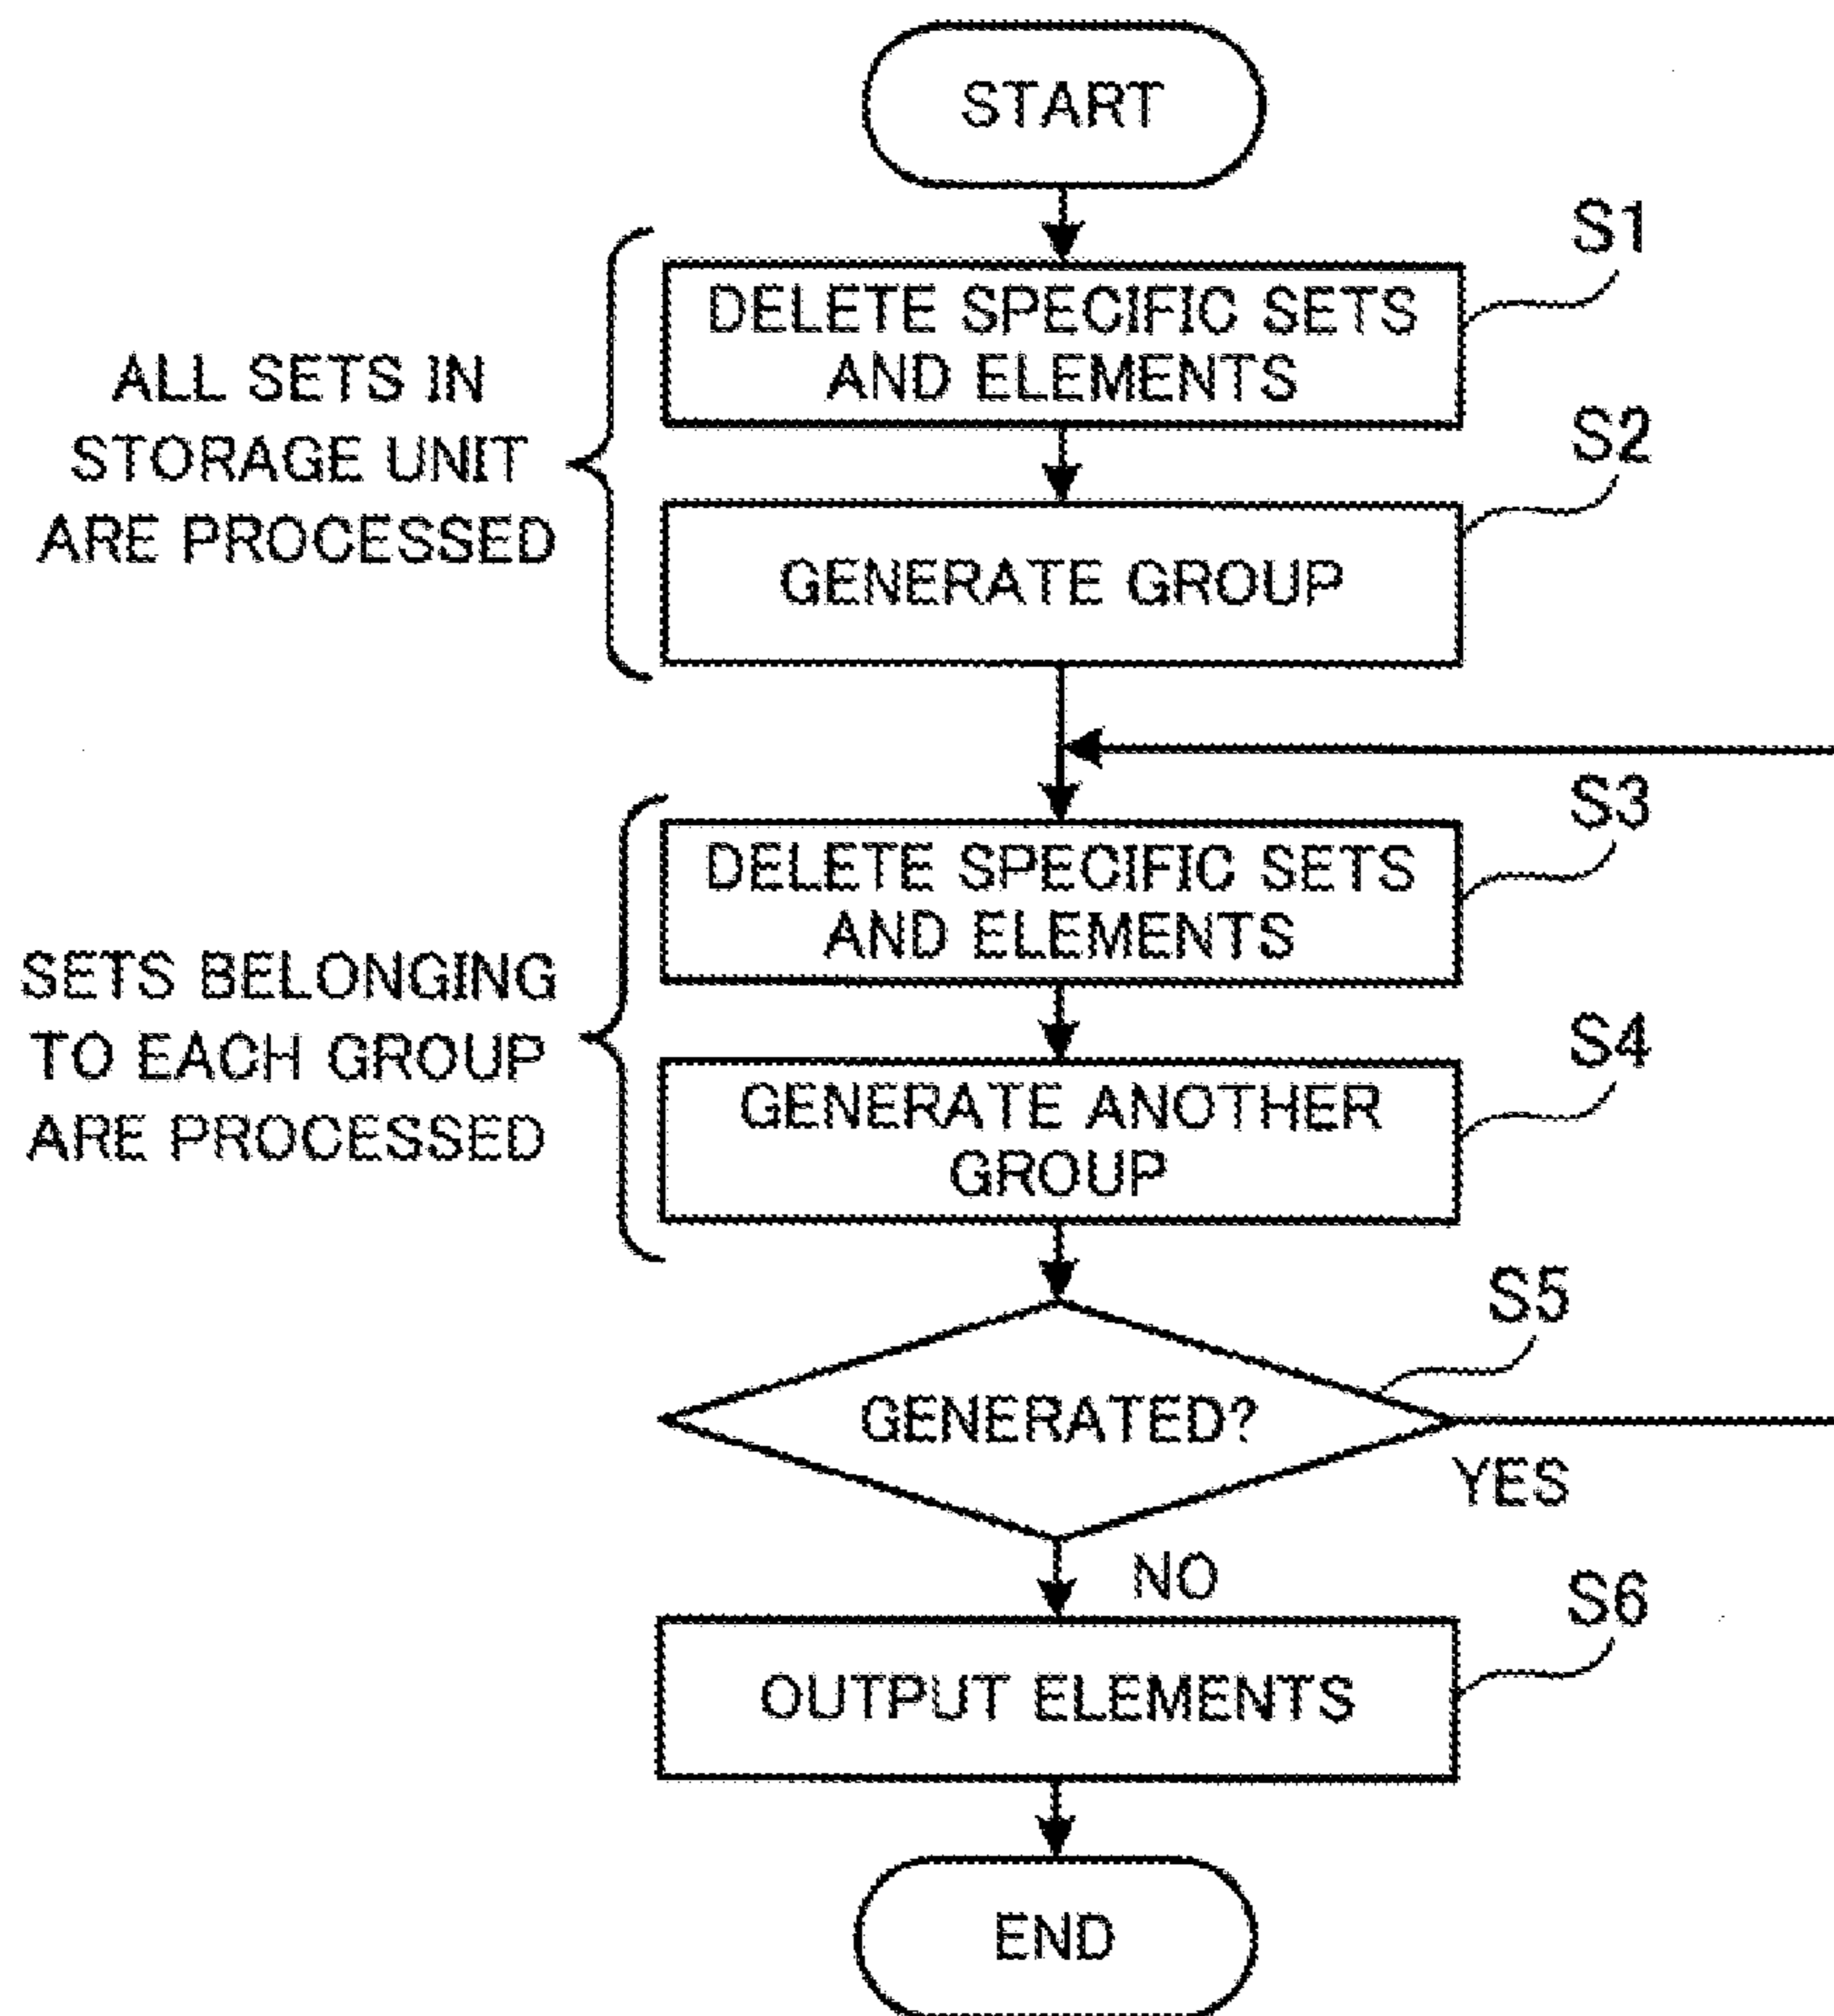 START
S1
DELETE SPECIFIC SETS
AND ELEMENTS
ALL SETS IN
STORAGE UNIT
ARE PROCESSED
S2
GENERATE GROUP
S3
DELETE SPECIFIC SETS
AND ELEMENTS
SETS BELONGING
TO EACH GROUP
ARE PROCESSED
S4
GENERATE ANOTHER
GROUP
S5
GENERATED?
YES
NO
S6
OUTPUT ELEMENTS
END